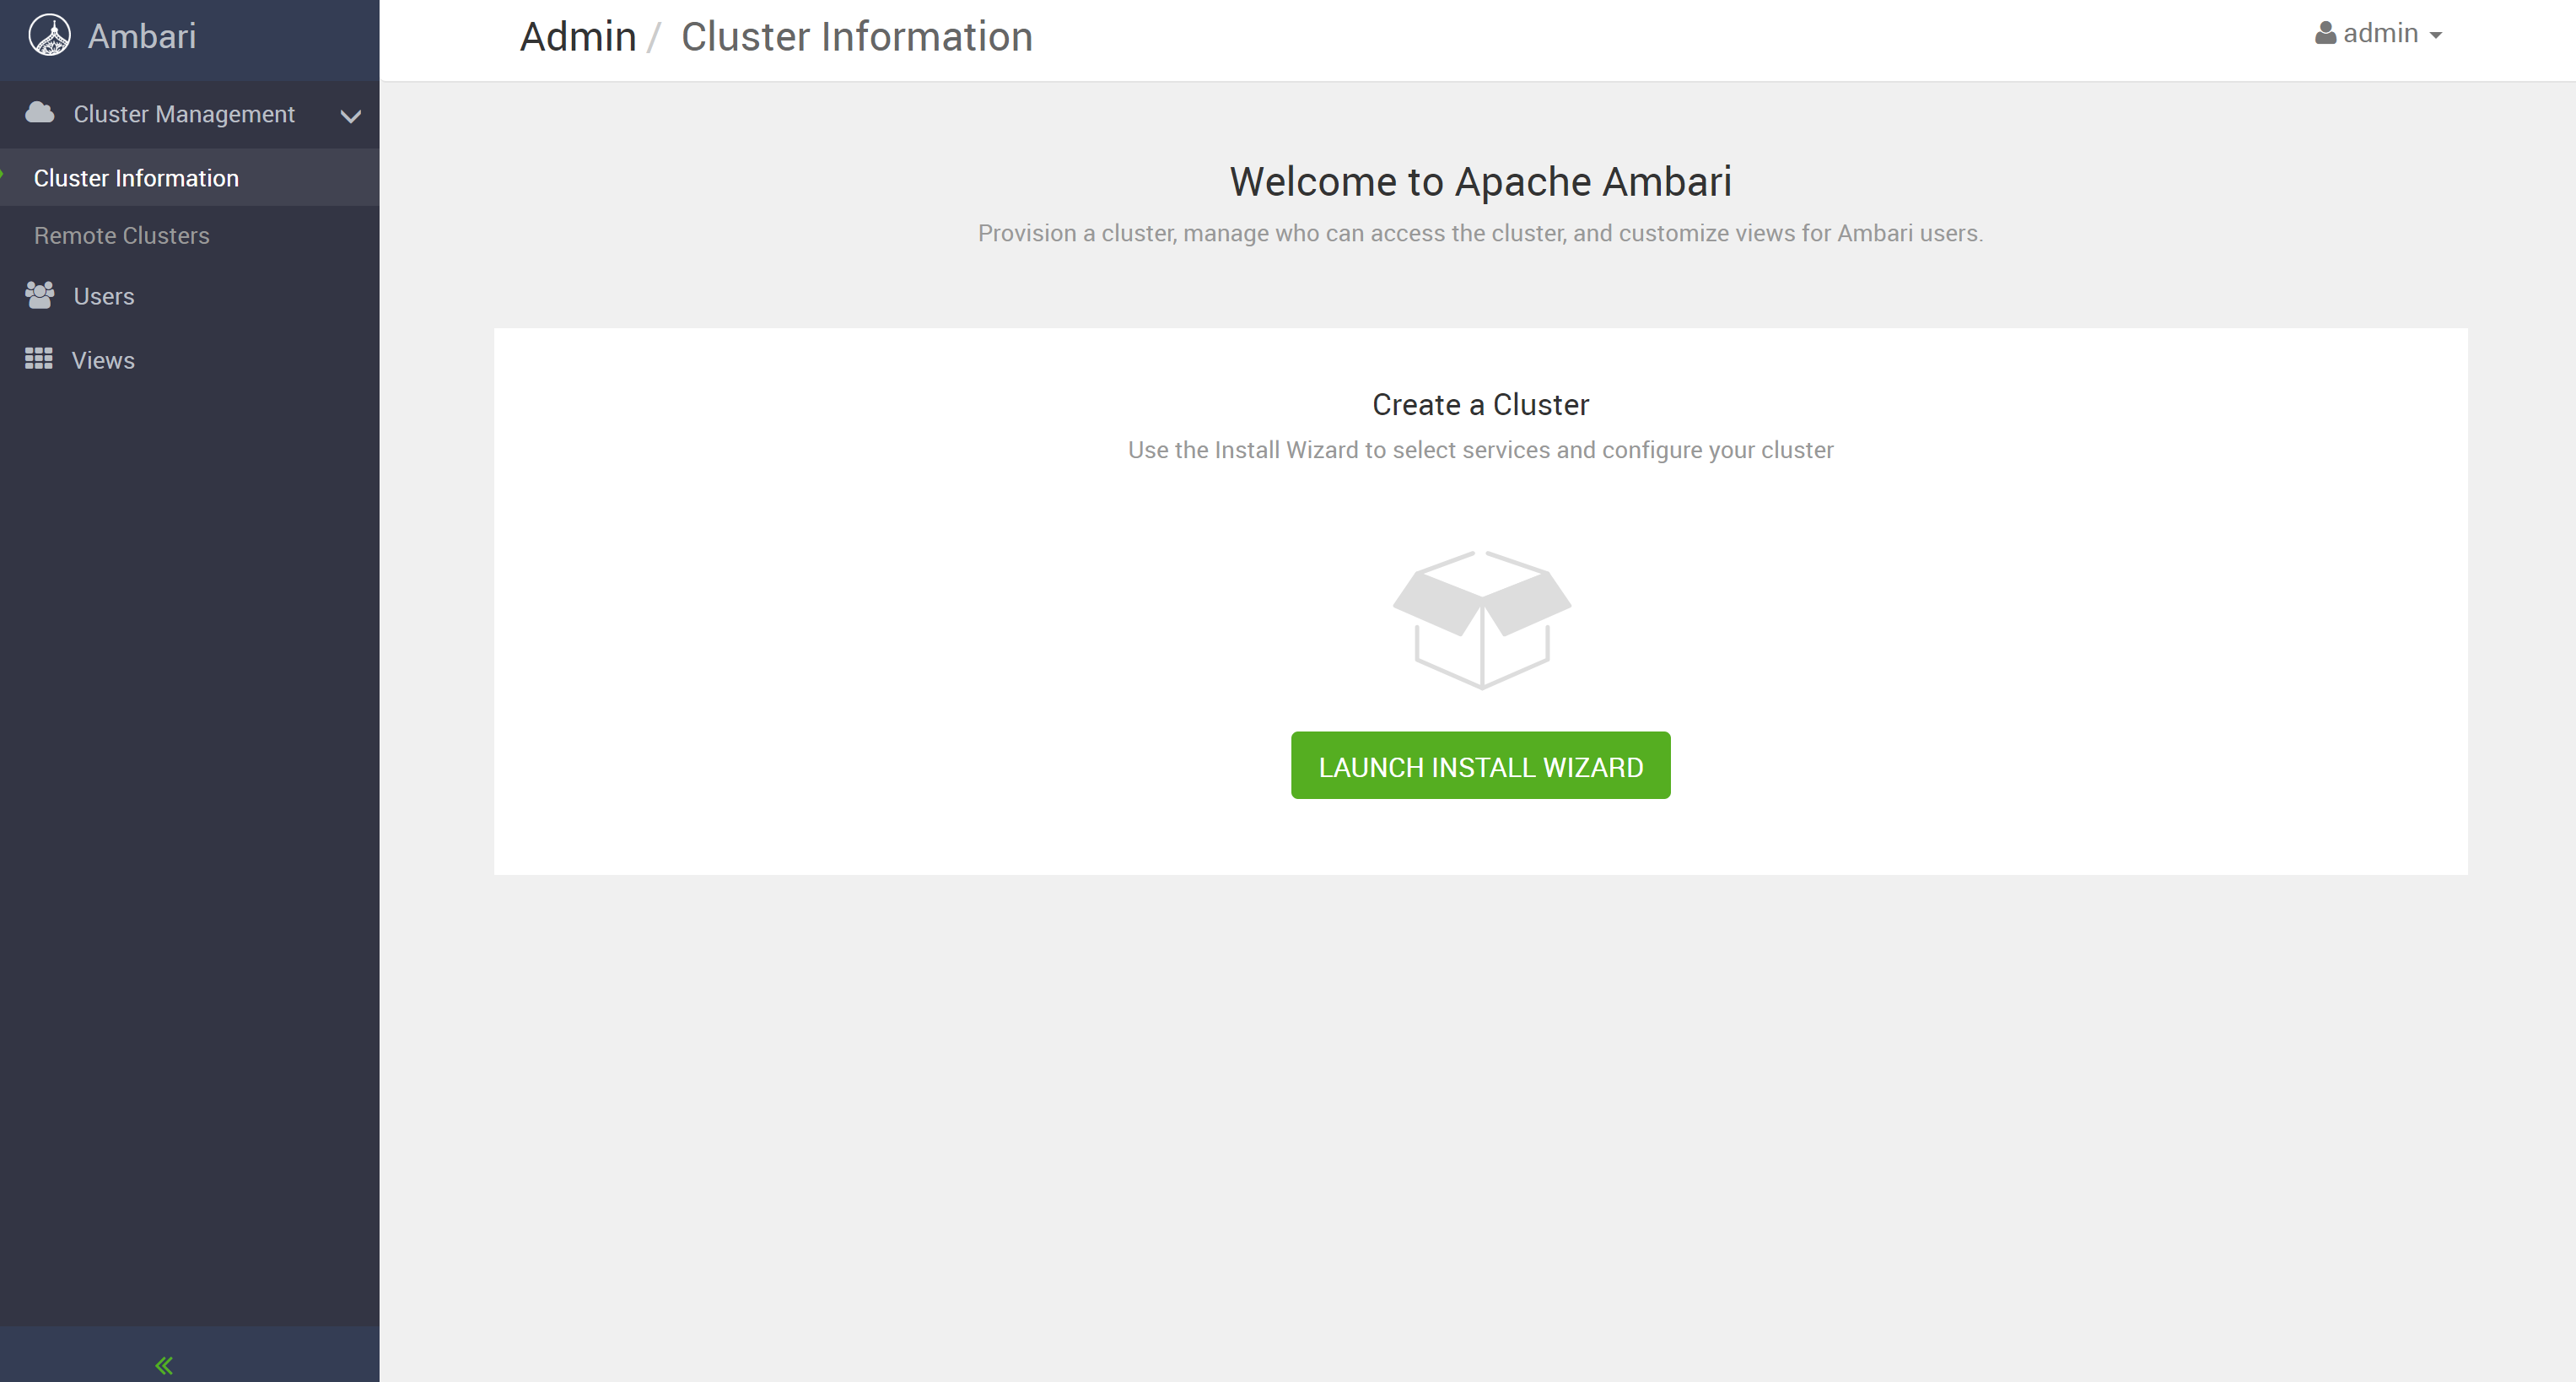 Ambari
Admin / Cluster Information
admin
Cluster Management
Cluster Information
Remote Clusters
Users
Views
Welcome to Apache Ambari
Provision a cluster, manage who can access the cluster, and customize views for Ambari users.
Create a Cluster
Use the Install Wizard to select services and configure your cluster
LAUNCH INSTALL WIZARD